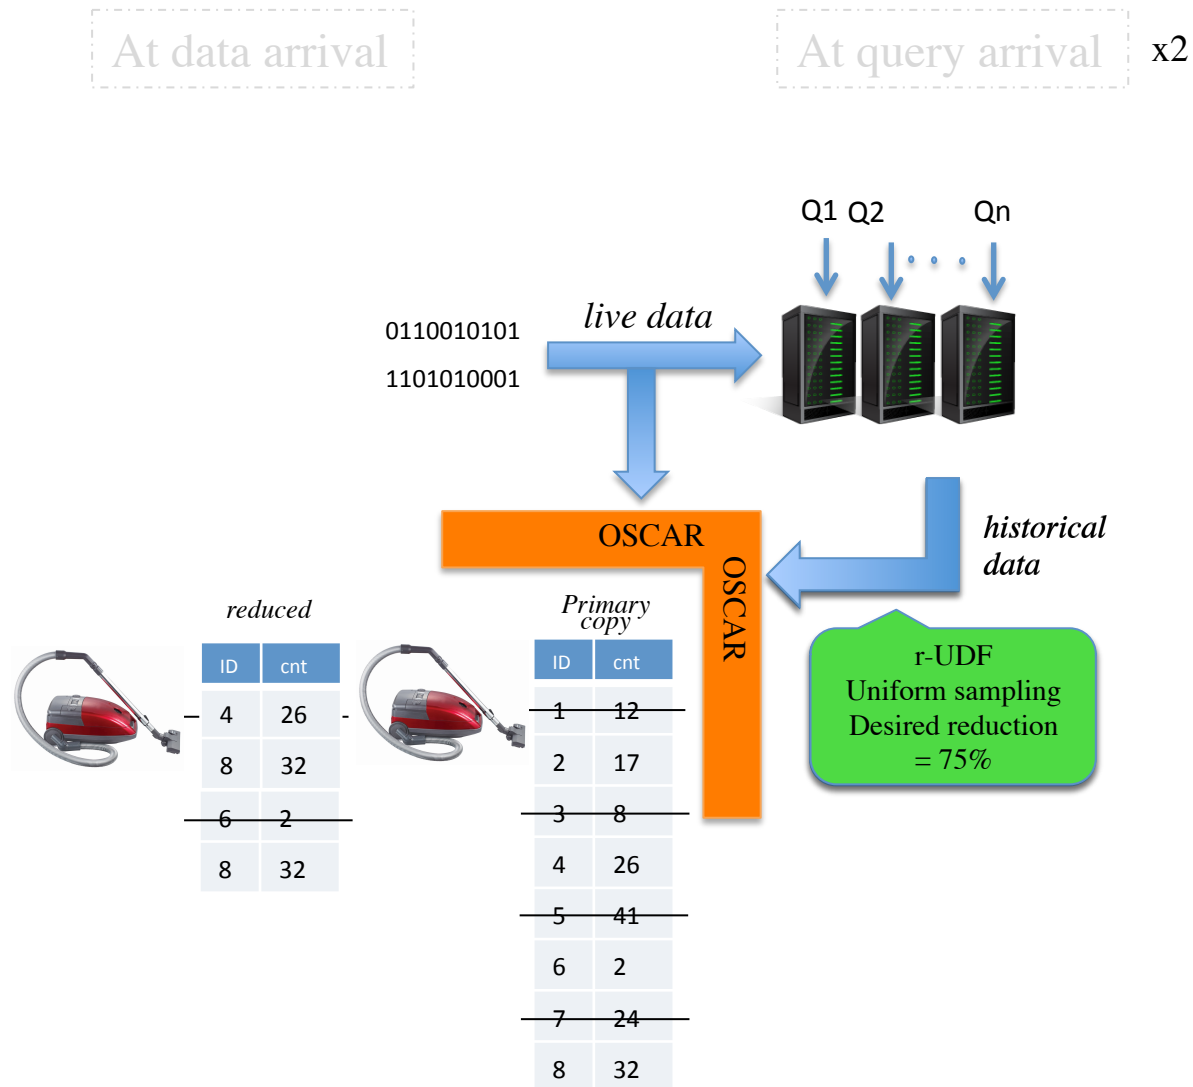 At data arrival
At query arrival
x2
Q1 Q2 Qn
live data
0110010101
1101010001
OSCAR
OSCAR
historical
data
reduced
ID cnt
4 26
8 32
6 2
8 32
Primary
copy
ID cnt
1 12
2 17
3 8
4 26
5 41
6 2
7 24
8 32
r-UDF
Uniform sampling
Desired reduction
= 75%